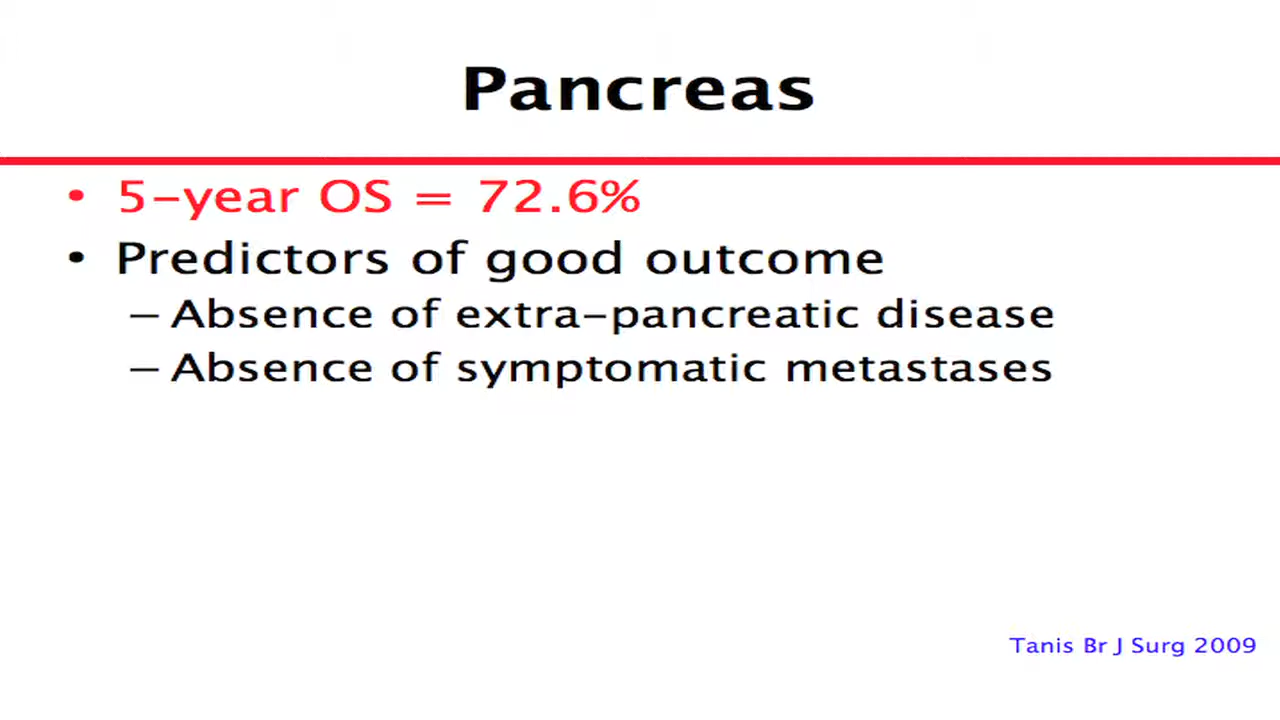 Pancreas
• 5-year OS = 72.6%
• Predictors of good outcome
– Absence of extra-pancreatic disease
– Absence of symptomatic metastases
Tanis Br J Surg 2009